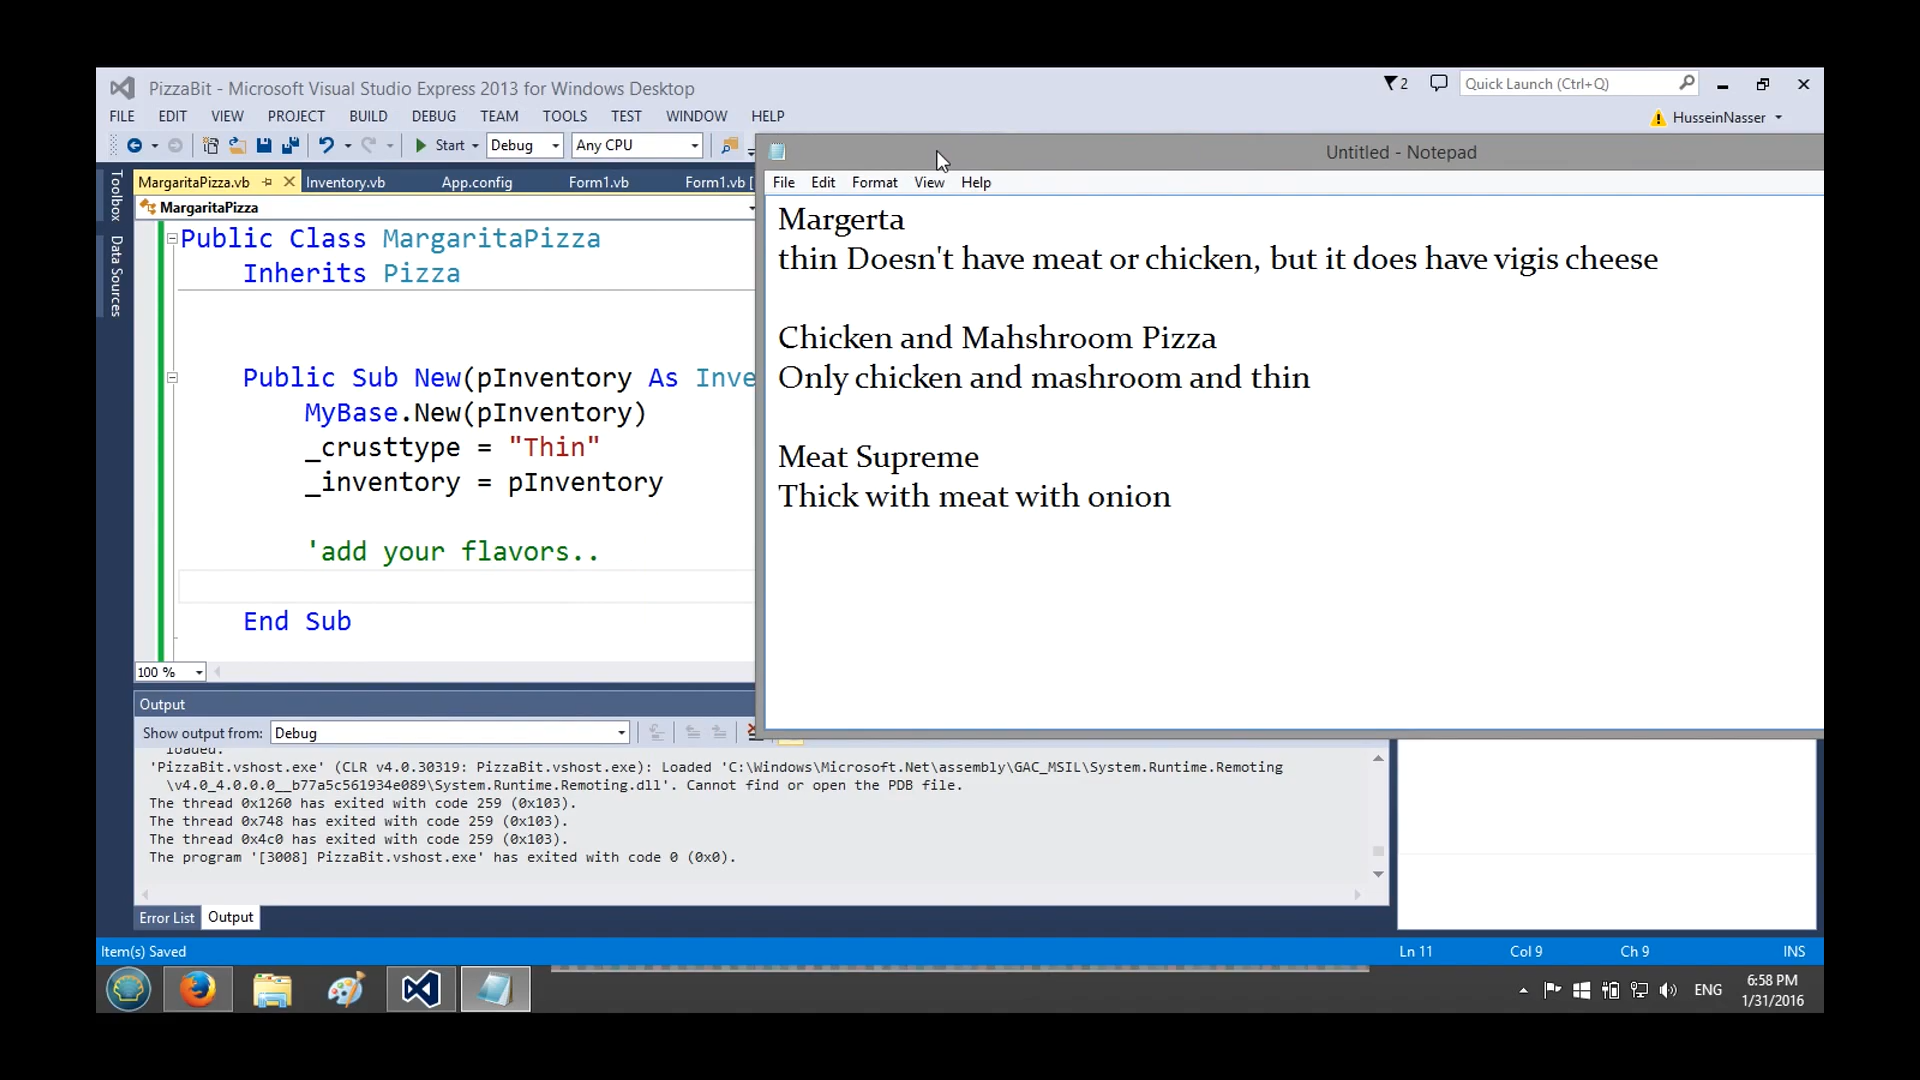 PizzaBit - Microsoft Visual Studio Express 2013 for Windows Desktop
2
Quick Launch (Ctrl+Q)
FILE EDIT VIEW PROJECT BUILD DEBUG TEAM TOOLS TEST WINDOW HELP
HusseinNasser
Start Debug Any CPU
Untitled - Notepad
Toolbox
Data Sources
MargaritaPizza.vb Inventory.vb App.config Form1.vb Form1.vb [
File Edit Format View Help
MargaritaPizza
Public Class MargaritaPizza
Inherits Pizza
Public Sub New(pInventory As Inve
MyBase.New(pInventory)
_crusttype = "Thin"
_inventory = pInventory
'add your flavors..
End Sub
100 %
Margerta
thin Doesn't have meat or chicken, but it does have vigis cheese
Chicken and Mahshroom Pizza
Only chicken and mashroom and thin
Meat Supreme
Thick with meat with onion
Output
Show output from: Debug
loaded.
'PizzaBit.vshost.exe' (CLR v4.0.30319: PizzaBit.vshost.exe): Loaded 'C:\Windows\Microsoft.Net\assembly\GAC_MSIL\System.Runtime.Remoting
\v4.0_4.0.0.0__b77a5c561934e089\System.Runtime.Remoting.dll'. Cannot find or open the PDB file.
The thread 0x1260 has exited with code 259 (0x103).
The thread 0x748 has exited with code 259 (0x103).
The thread 0x4c0 has exited with code 259 (0x103).
The program '[3008] PizzaBit.vshost.exe' has exited with code 0 (0x0).
Error List Output
Item(s) Saved
Ln 11 Col 9 Ch 9 INS
ENG
6:58 PM
1/31/2016